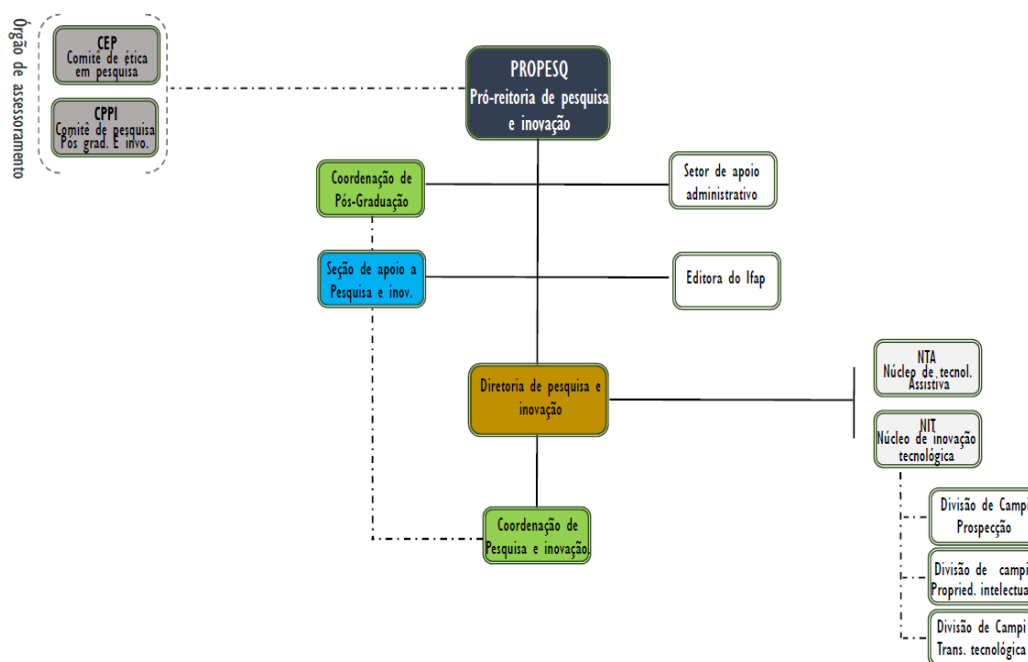 Órgão de assessoramento
CEP
Comitê de ética
em pesquisa
CPPI
Comitê de pesquisa
Pós grad. E invo.
PROPESQ
Pró-reitoria de pesquisa
e inovação
Coordenação de
Pós-Graduação
Setor de apoio
administrativo
Seção de apoio a
Pesquisa e inov.
Editora do Ifap
Diretoria de pesquisa e
inovação
NTA
Núclep de tecnol.
Assistiva
NIT
Núcleo de inovação
tecnológica
Coordenação de
Pesquisa e inovação.
Divisão de Campi
Prospecção
Divisão de campi
Propried. intelectua
Divisão de Campi
Trans. tecnológica